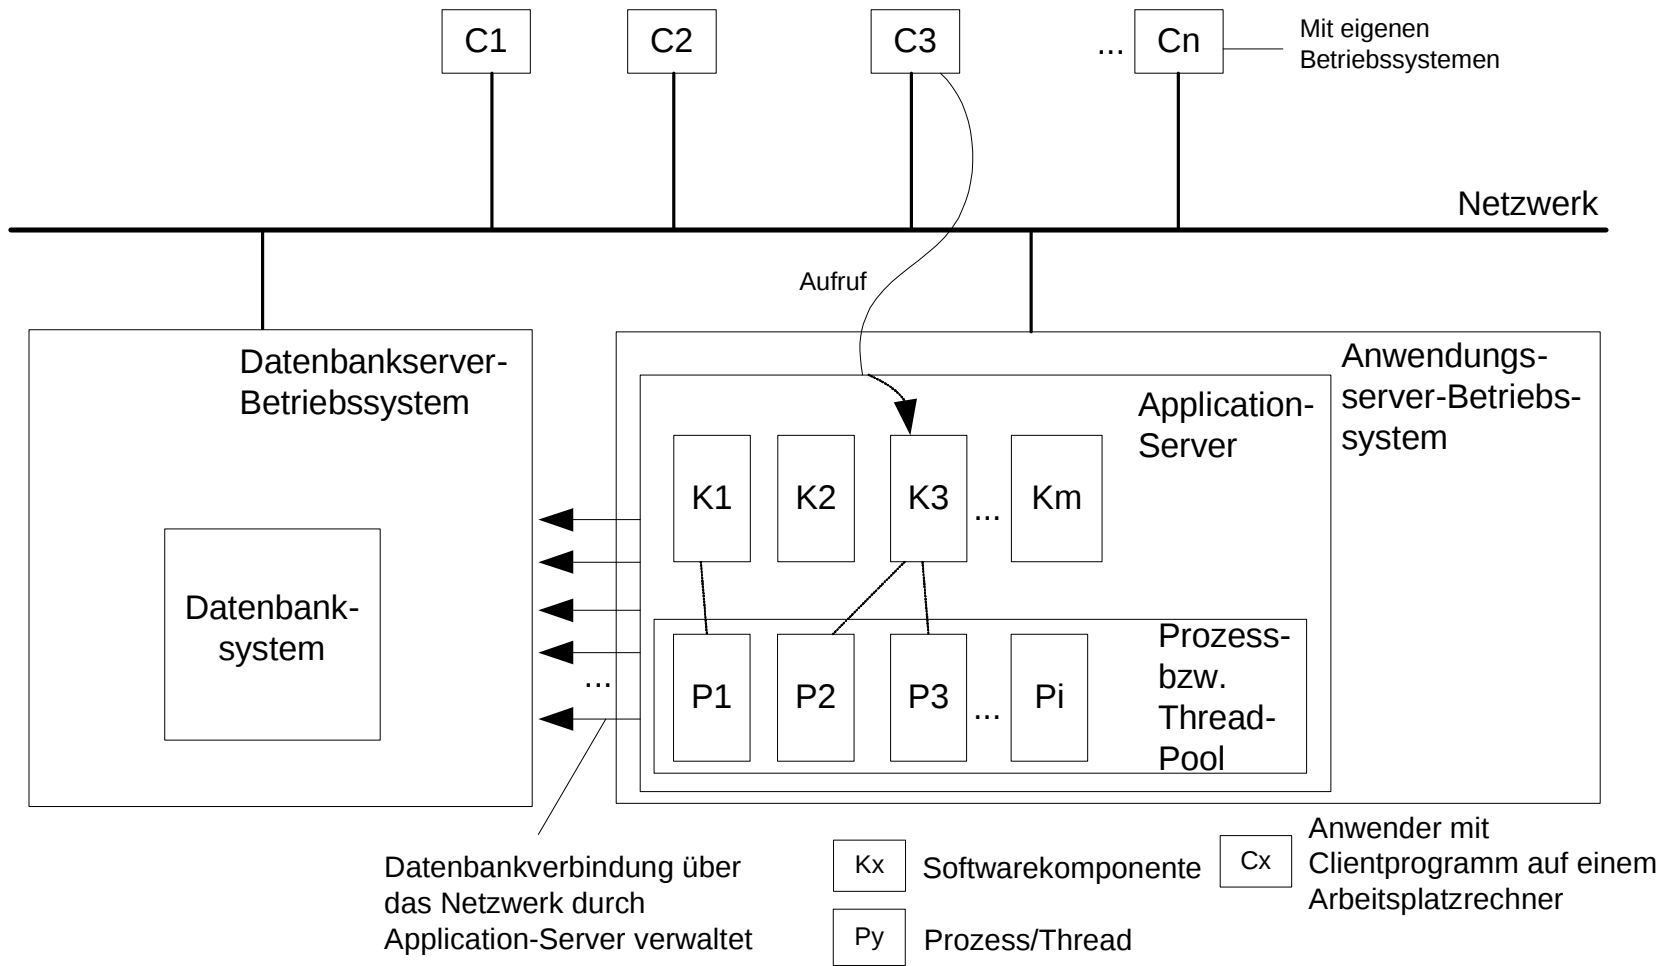 C1
C2
C3
...
Cn
Mit eigenen
Betriebssystemen
Netzwerk
Aufruf
Datenbankserver-
Betriebssystem
Anwendungs-
server-Betriebs-
system
Application-
Server
K1
K2
K3
...
Km
Datenbank-
system
...
P1
P2
P3
...
Pi
Prozess-
bzw.
Thread-
Pool
Datenbankverbindung über
das Netzwerk durch
Application-Server verwaltet
Kx
Softwarekomponente
Py
Prozess/Thread
Cx
Anwender mit
Clientprogramm auf einem
Arbeitsplatzrechner